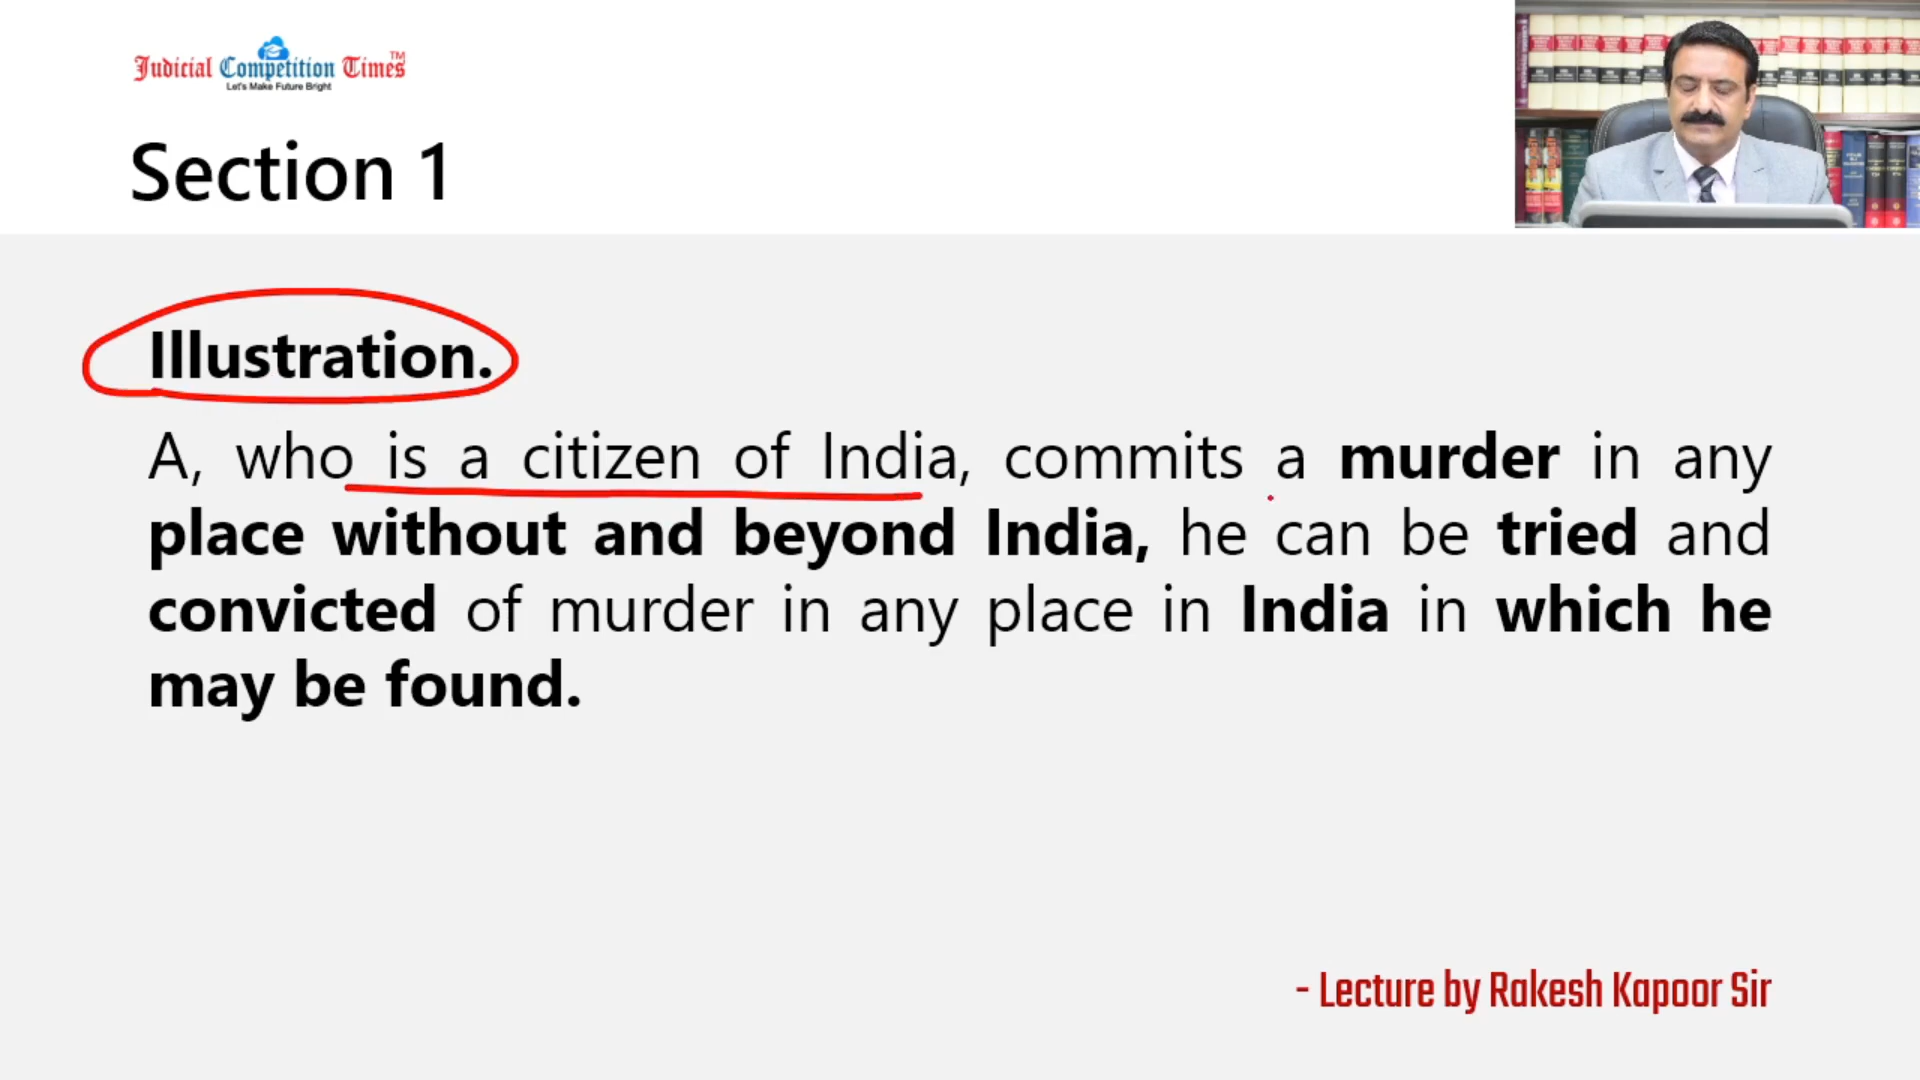 Judicial Competition Times™
Let's Make Future Bright
Section 1
Illustration.
A, who is a citizen of India, commits a murder in any
place without and beyond India, he can be tried and
convicted of murder in any place in India in which he
may be found.
- Lecture by Rakesh Kapoor Sir